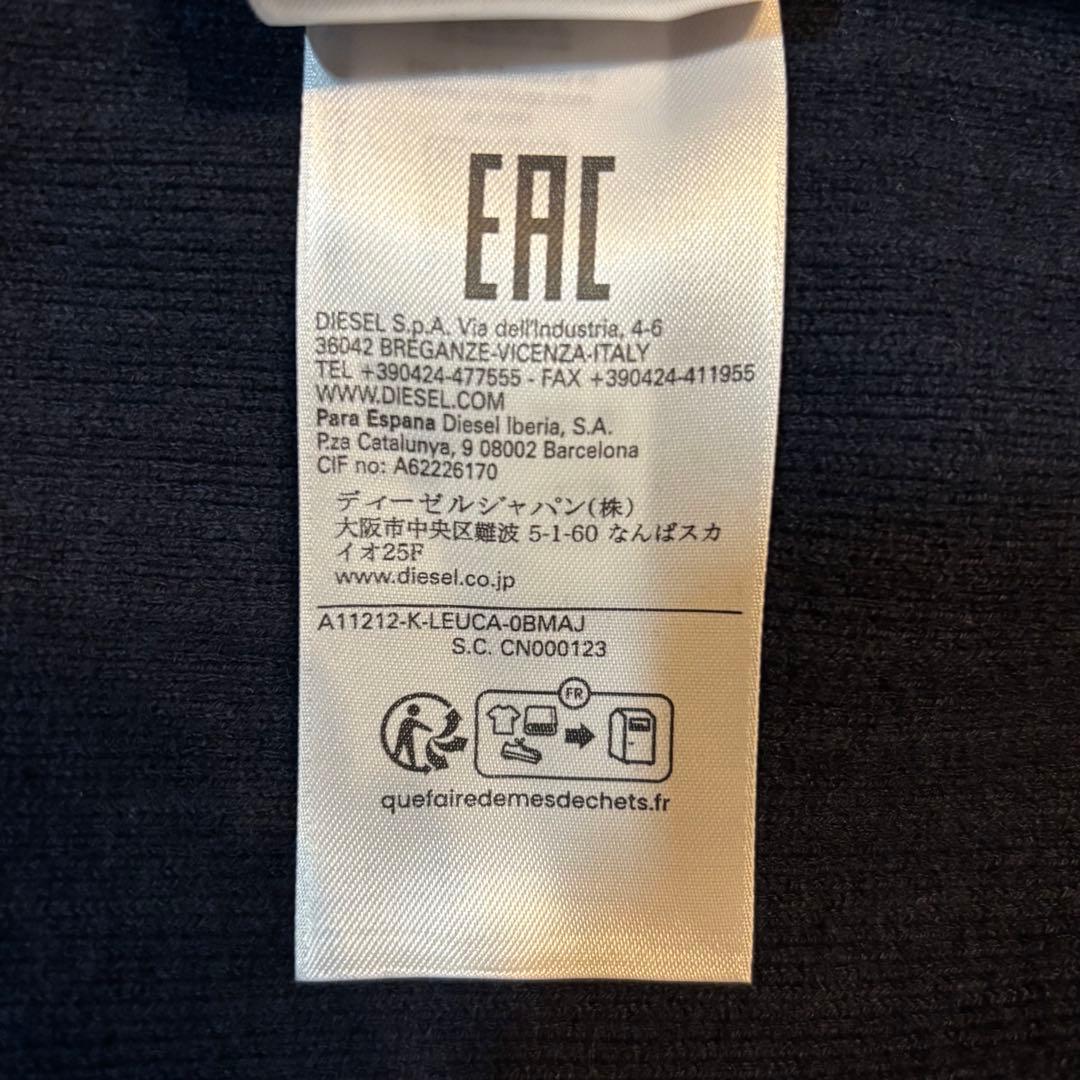 EAC
DIESEL S.p.A. Via dell'Industria, 4-6
36042 BREGANZE-VICENZA-ITALY
TEL +390424-477555 - FAX +390424-411955
WWW.DIESEL.COM
Para Espana Diesel Iberia, S.A.
P.za Catalunya, 9 08002 Barcelona
CIF no: A62226170
ディーゼルジャパン(株)
大阪市中央区難波 5-1-60 なんばスカ
イオ25F
www.diesel.co.jp
A11212-K-LEUCA-0BMAJ
S.C. CN000123
FR
quefairedemesdechets.fr